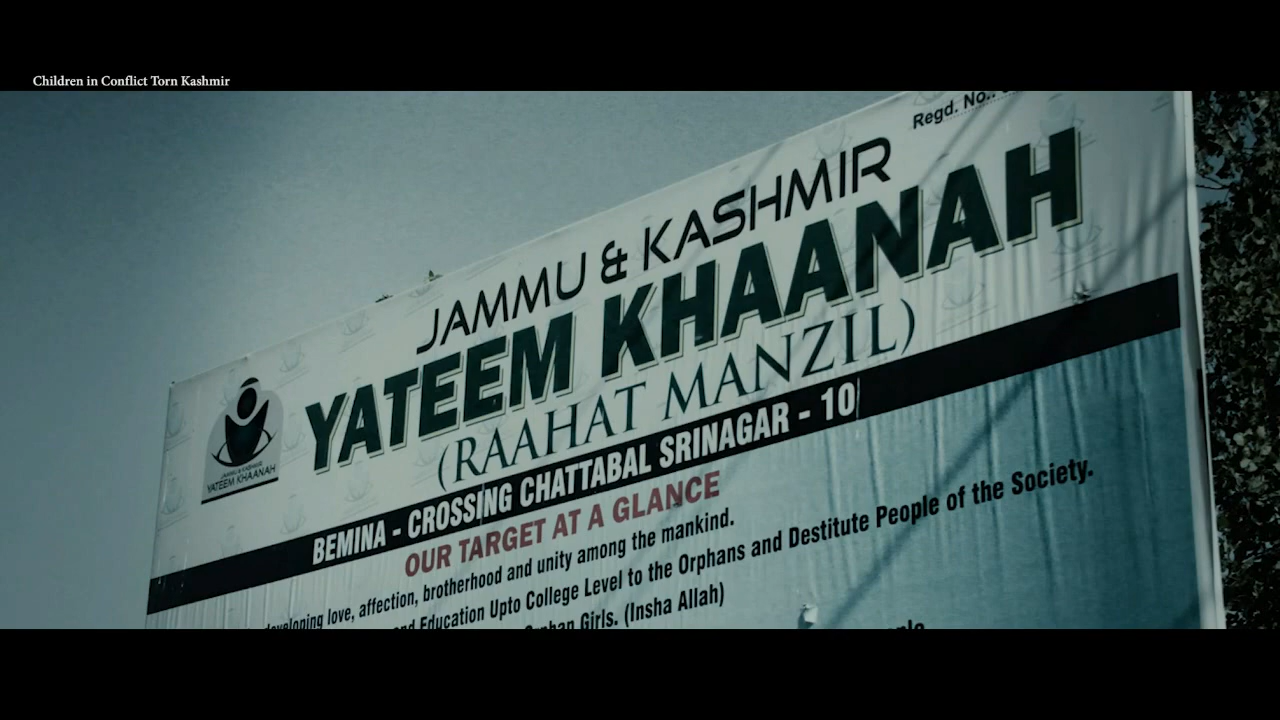 Children in Conflict Torn Kashmir
Regd. No.:
JAMMU & KASHMIR
YATEEM KHAANAH
(RAAHAT MANZIL)
JAMMU & KASHMIR
YATEEM KHAANAH
BEMINA - CROSSING CHATTABAL SRINAGAR - 10
OUR TARGET AT A GLANCE
love, affection, brotherhood and unity among the mankind.
Education Upto College Level to the Orphans and Destitute People of the Society.
Girls. (Insha Allah)